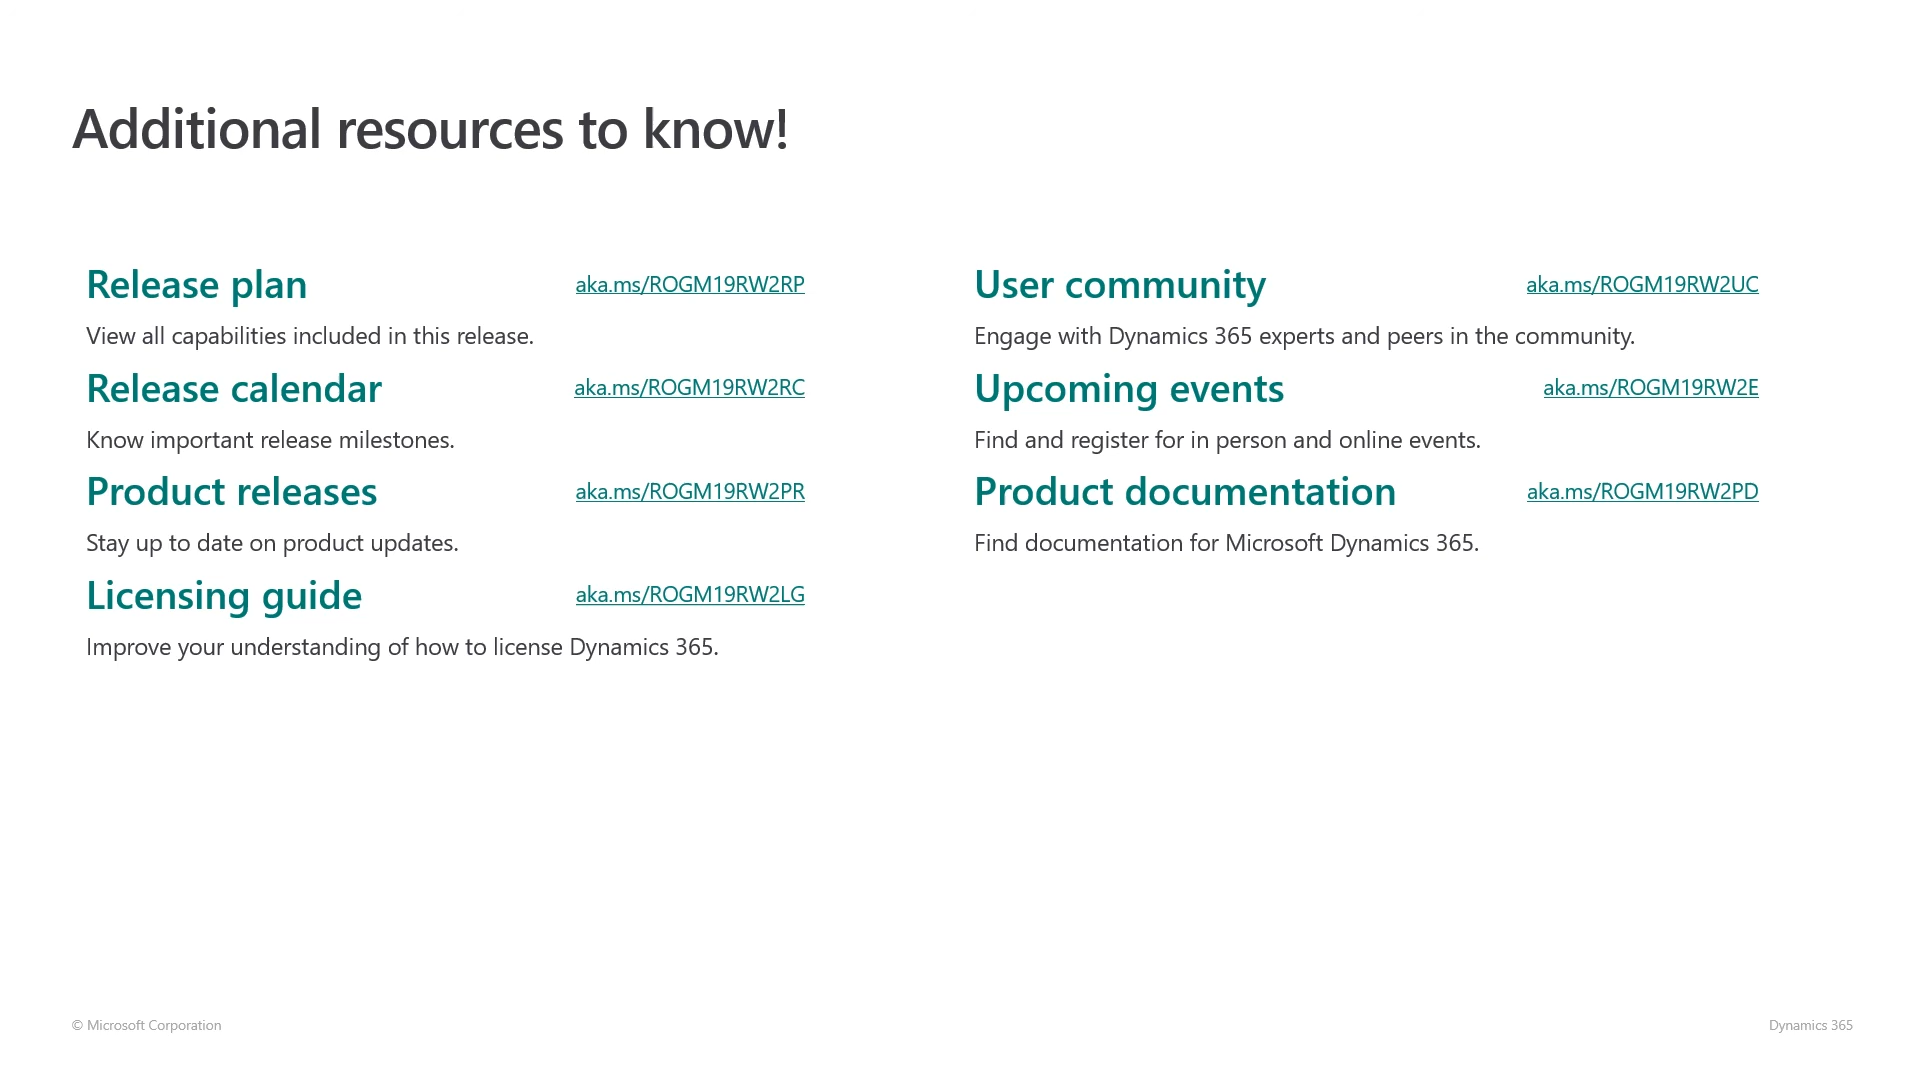 Additional resources to know!
Release plan aka.ms/ROGM19RW2RP
View all capabilities included in this release.
Release calendar aka.ms/ROGM19RW2RC
Know important release milestones.
Product releases aka.ms/ROGM19RW2PR
Stay up to date on product updates.
Licensing guide aka.ms/ROGM19RW2LG
Improve your understanding of how to license Dynamics 365.
User community aka.ms/ROGM19RW2UC
Engage with Dynamics 365 experts and peers in the community.
Upcoming events aka.ms/ROGM19RW2E
Find and register for in person and online events.
Product documentation aka.ms/ROGM19RW2PD
Find documentation for Microsoft Dynamics 365.
© Microsoft Corporation
Dynamics 365